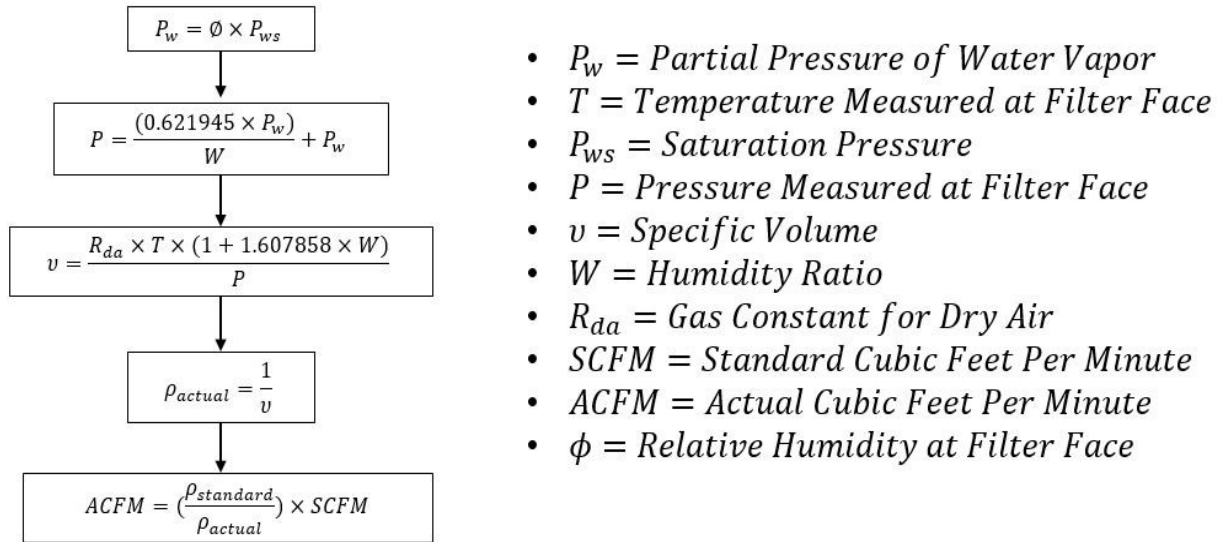 P_w = ∅ × P_ws
P = (0.621945 × P_w) / W + P_w
υ = R_da × T × (1 + 1.607858 × W) / P
ρ_actual = 1 / υ
ACFM = (ρ_standard / ρ_actual) × SCFM
• P_w = Partial Pressure of Water Vapor
• T = Temperature Measured at Filter Face
• P_ws = Saturation Pressure
• P = Pressure Measured at Filter Face
• υ = Specific Volume
• W = Humidity Ratio
• R_da = Gas Constant for Dry Air
• SCFM = Standard Cubic Feet Per Minute
• ACFM = Actual Cubic Feet Per Minute
• ϕ = Relative Humidity at Filter Face